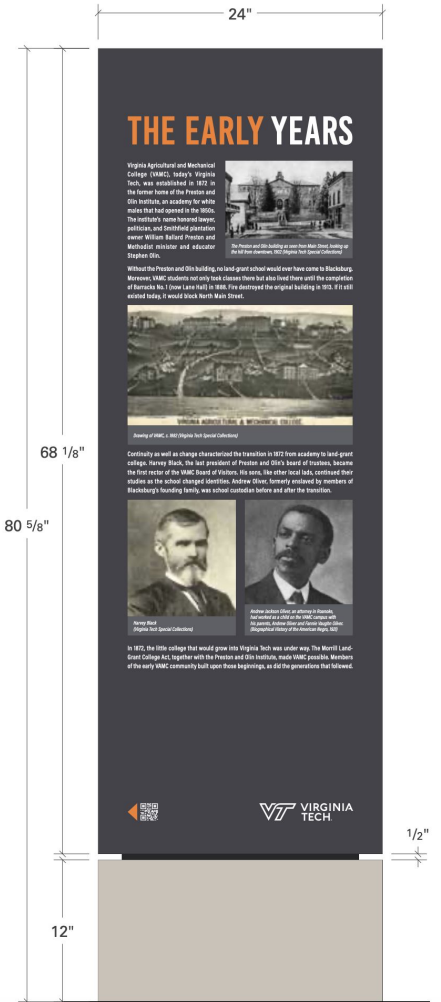 24"
THE EARLY YEARS
Virginia Agricultural and Mechanical
College (VAMC), today's Virginia
Tech, was established in 1872 in
the former home of the Preston and
Olin Institute, an academy for white
males that had opened in the 1850s.
The institute's name honored lawyer,
politician, and Smithfield plantation
owner William Ballard Preston and
Methodist minister and educator
Stephen Olin.
The Preston and Olin building as seen from Main Street, looking up
the hill from downtown, 1902 (Virginia Tech Special Collections)
Without the Preston and Olin building, no land-grant school would ever have come to Blacksburg.
Moreover, VAMC students not only took classes there but also lived there until the completion
of Barracks No. 1 (now Lane Hall) in 1888. Fire destroyed the original building in 1913. If it still
existed today, it would block North Main Street.
VIRGINIA AGRICULTURAL & MECHANICAL COLLEGE.
Drawing of VAMC, c. 1882 (Virginia Tech Special Collections)
Continuity as well as change characterized the transition in 1872 from academy to land-grant
college. Harvey Black, the last president of Preston and Olin's board of trustees, became
the first rector of the VAMC Board of Visitors. His sons, like other local lads, continued their
studies as the school changed identities. Andrew Oliver, formerly enslaved by members of
Blacksburg's founding family, was school custodian before and after the transition.
Harvey Black
(Virginia Tech Special Collections)
Andrew Jackson Oliver, an attorney in Roanoke,
had worked as a child on the VAMC campus with
his parents, Andrew Oliver and Fannie Vaughn Oliver.
(Biographical History of the American Negro, 1921)
In 1872, the little college that would grow into Virginia Tech was under way. The Morrill Land-
Grant College Act, together with the Preston and Olin Institute, made VAMC possible. Members
of the early VAMC community built upon those beginnings, as did the generations that followed.
VT VIRGINIA
TECH.
68 1/8"
80 5/8"
1/2"
12"